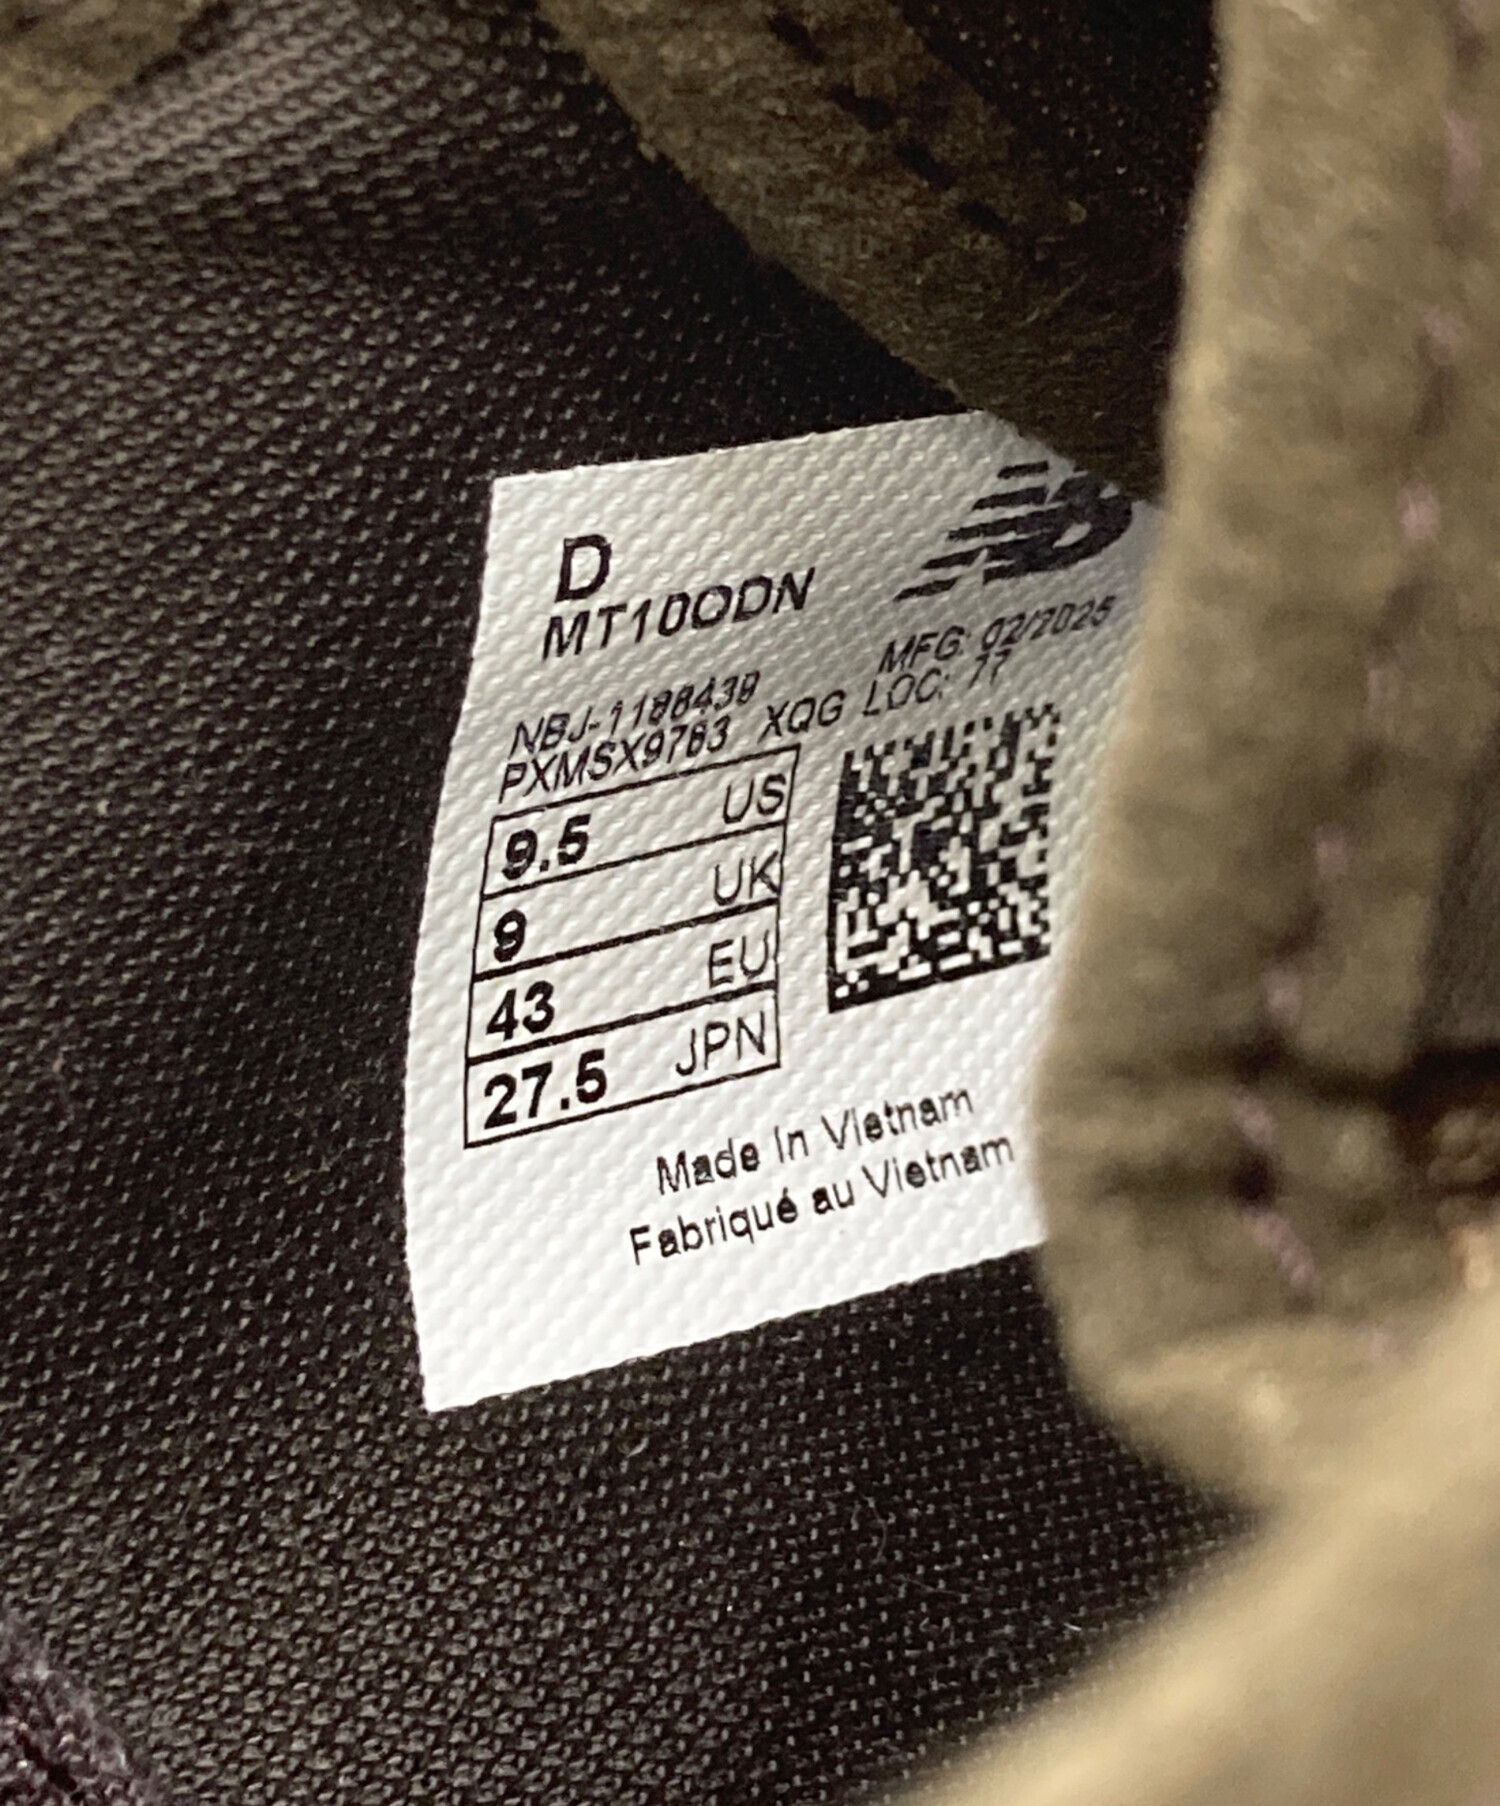 D
MT10ODN
MFG: 02/2025
NBJ-1188439
PXMSX9783 XQG LOC: 77
9.5 US
9 UK
43 EU
27.5 JPN
Made In Vietnam
Fabriqué au Vietnam